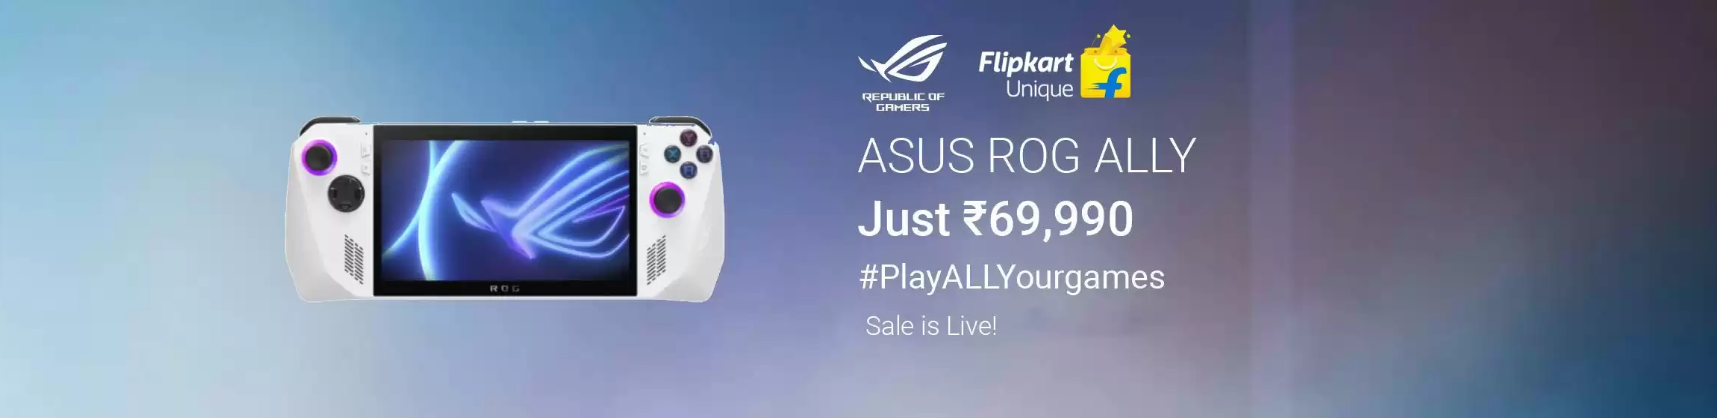 REPUBLIC OF
GAMERS
Flipkart
Unique
ASUS ROG ALLY
Just ₹69,990
#PlayALLYourgames
Sale is Live!
ROG